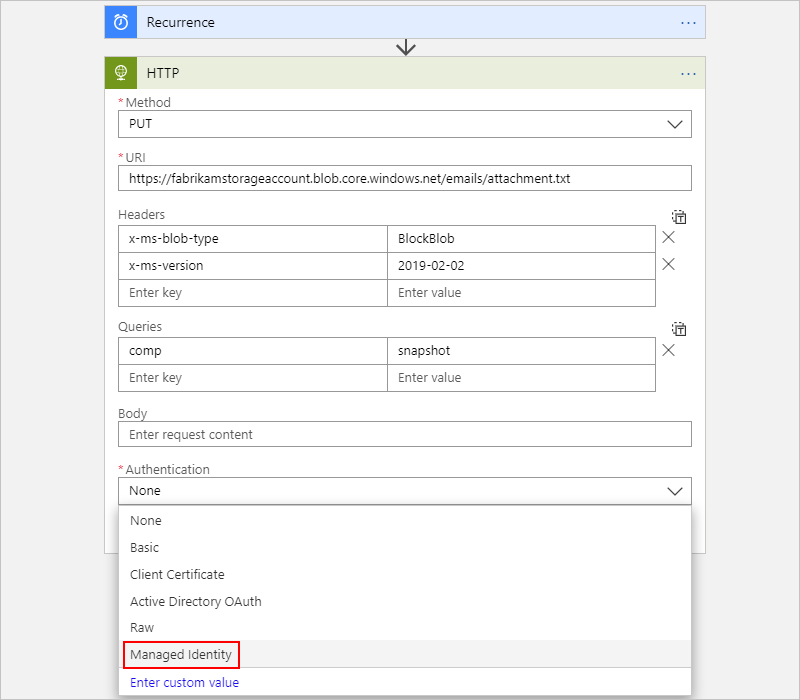 Recurrence
...
HTTP
...
* Method
PUT
* URI
https://fabrikamstorageaccount.blob.core.windows.net/emails/attachment.txt
Headers
x-ms-blob-type BlockBlob
x-ms-version 2019-02-02
Enter key Enter value
Queries
comp snapshot
Enter key Enter value
Body
Enter request content
* Authentication
None
None
Basic
Client Certificate
Active Directory OAuth
Raw
Managed Identity
Enter custom value